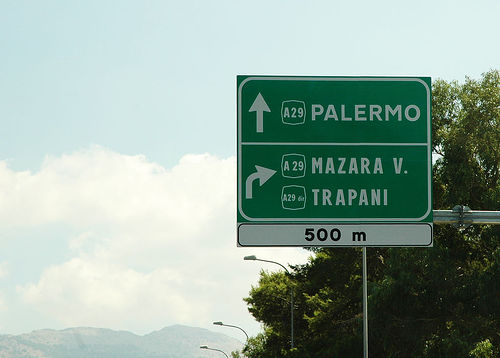 A29 PALERMO
A29 MAZARA V.
A29 dir TRAPANI
500 m